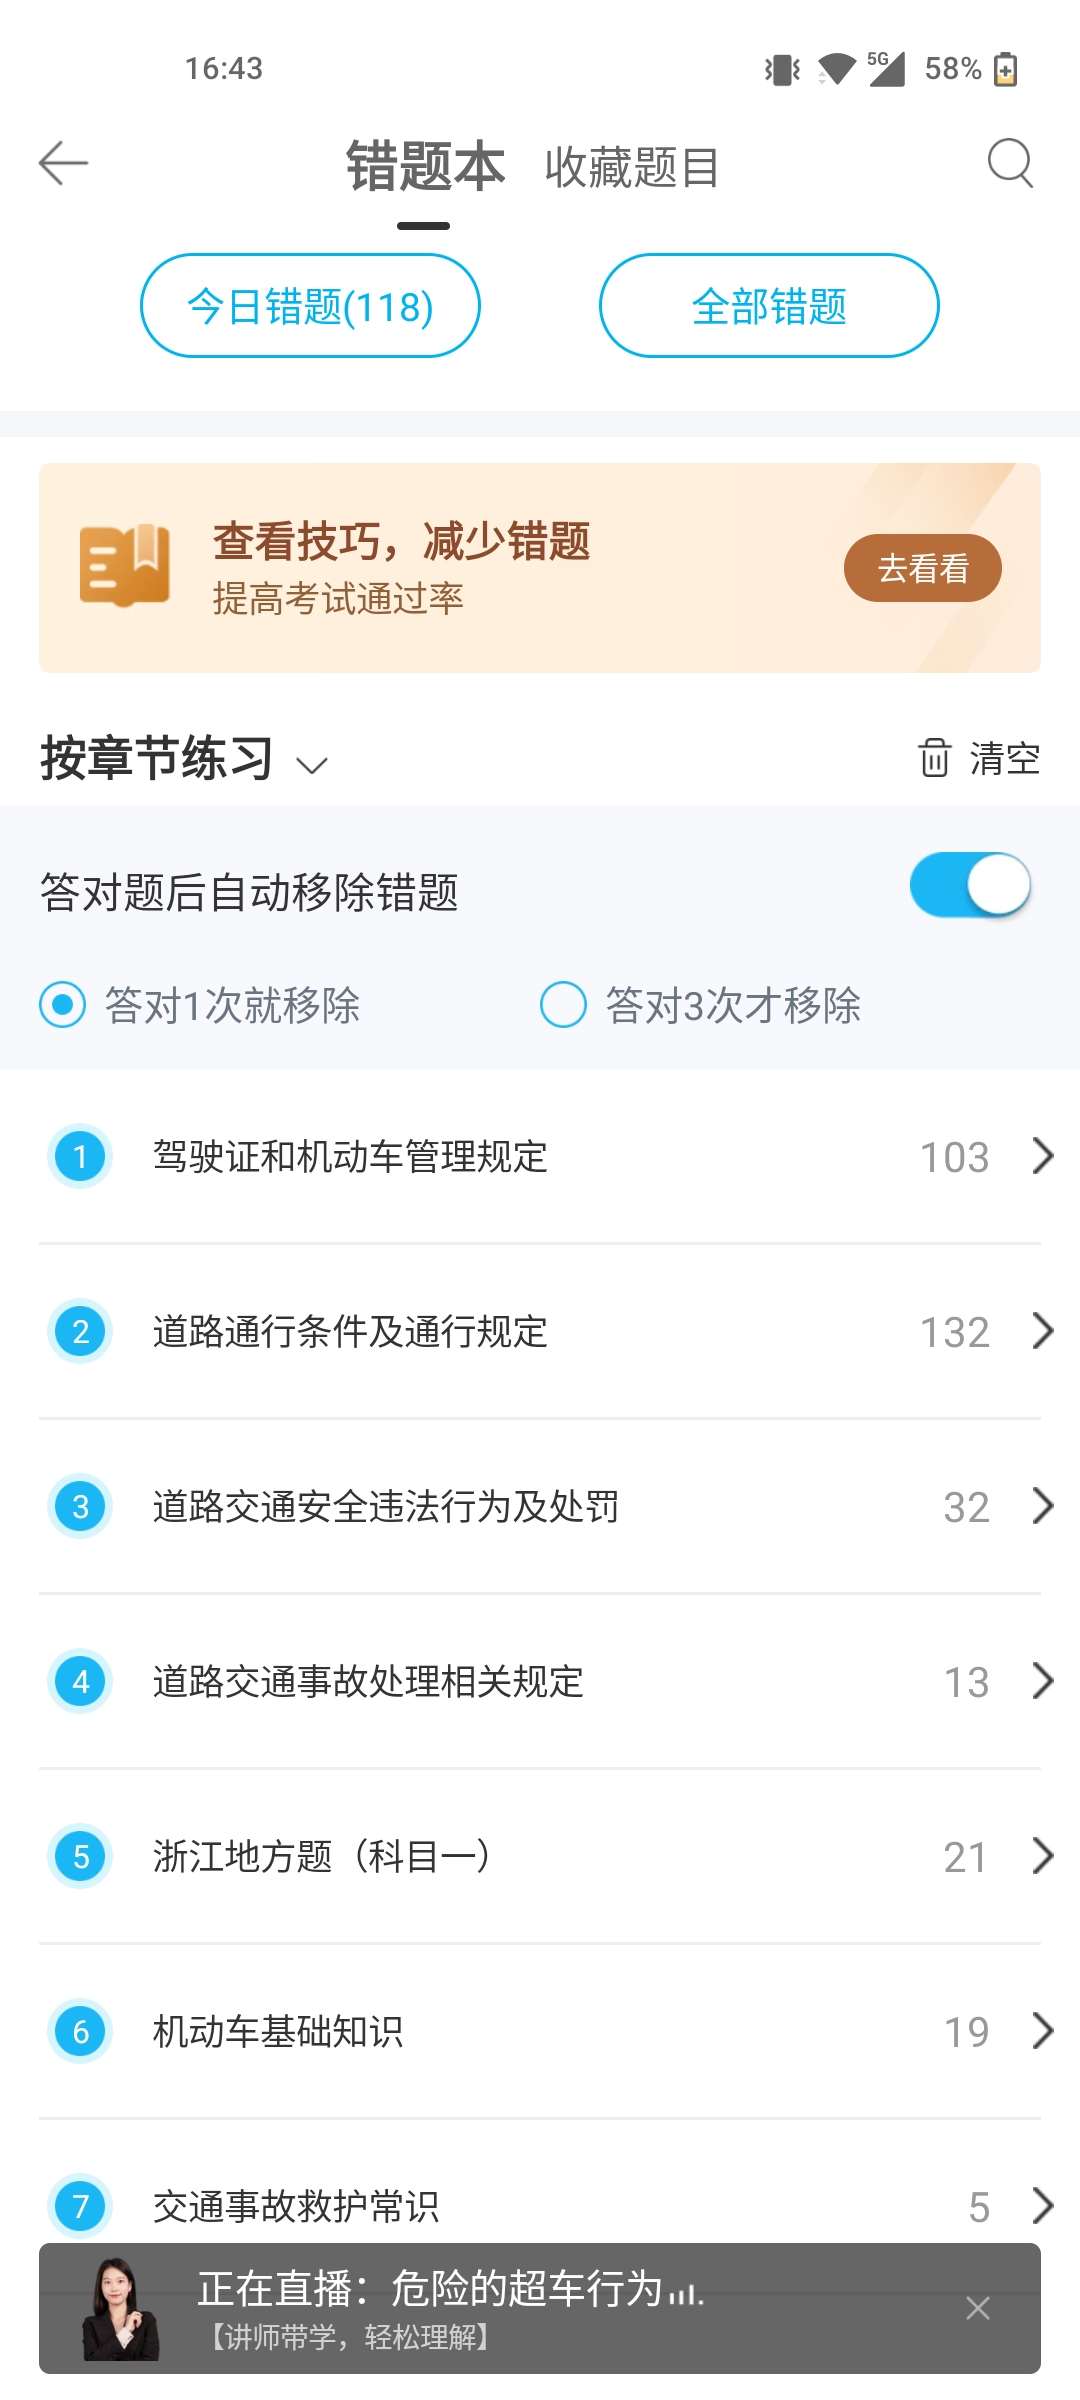 16:43
5G 58%
错题本 收藏题目
今日错题(118) 全部错题
查看技巧，减少错题
提高考试通过率
去看看
按章节练习 清空
答对题后自动移除错题
答对1次就移除 答对3次才移除
1 驾驶证和机动车管理规定 103
2 道路通行条件及通行规定 132
3 道路交通安全违法行为及处罚 32
4 道路交通事故处理相关规定 13
5 浙江地方题（科目一） 21
6 机动车基础知识 19
7 交通事故救护常识 5
正在直播：危险的超车行为
【讲师带学，轻松理解】